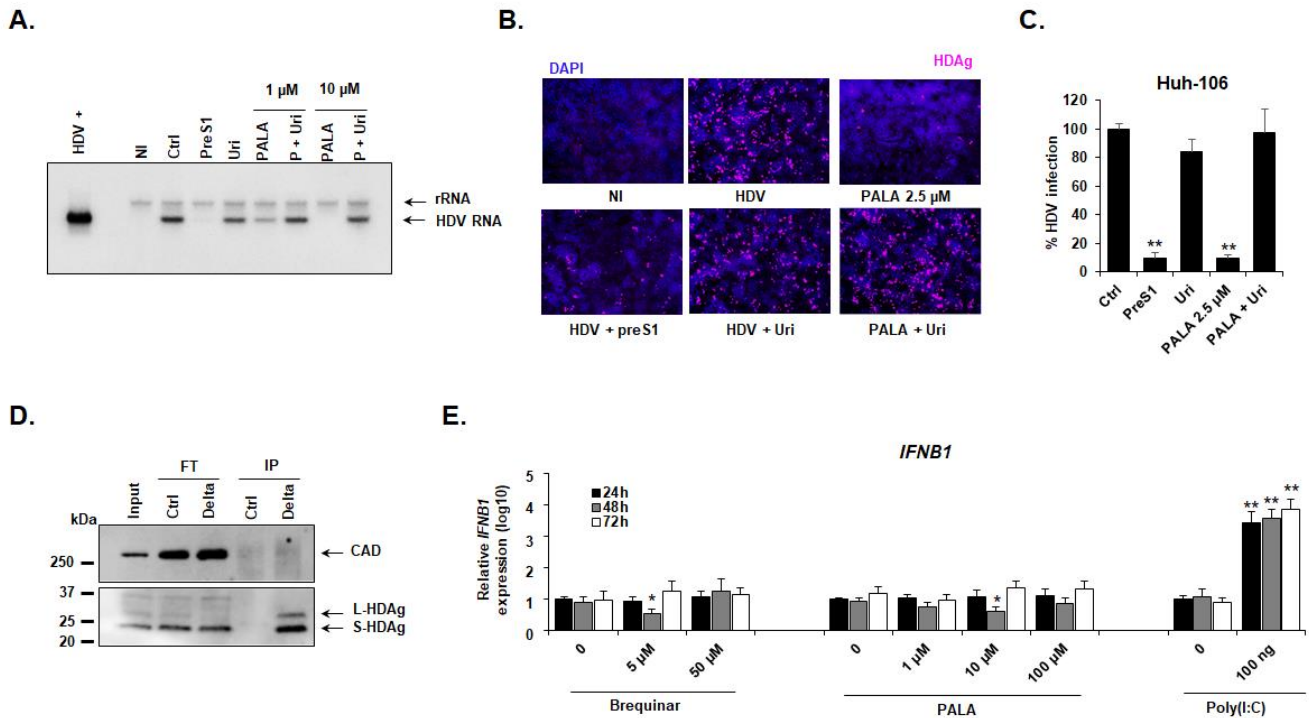 A.
HDV +
NI
Ctrl
PreS1
Uri
1 µM
PALA
P + Uri
10 µM
PALA
P + Uri
rRNA
HDV RNA
B.
DAPI
HDAg
NI
HDV
PALA 2.5 µM
HDV + preS1
HDV + Uri
PALA + Uri
C.
Huh-106
% HDV infection
120
100
80
60
40
20
0
**
**
Ctrl
PreS1
Uri
PALA 2.5 µM
PALA + Uri
D.
FT
IP
Input
Ctrl
Delta
Ctrl
Delta
kDa
250
CAD
37
25
20
L-HDAg
S-HDAg
E.
IFNB1
Relative IFNB1
expression (log10)
5
4
3
2
1
0
24h
48h
72h
*
*
**
**
**
0
5 µM
50 µM
Brequinar
0
1 µM
10 µM
100 µM
PALA
0
100 ng
Poly(I:C)